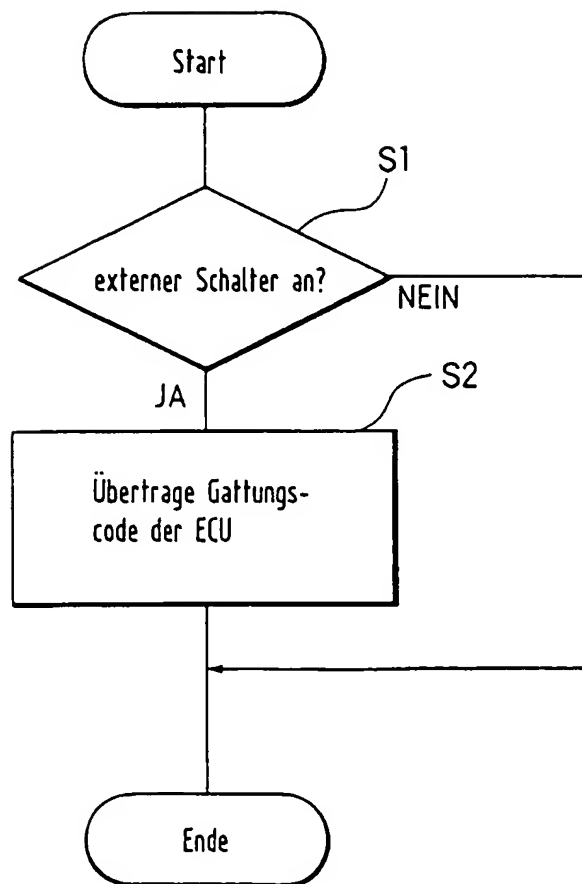 Start
S1
externer Schalter an?
NEIN
JA
S2
Übertrage Gattungs-
code der ECU
Ende